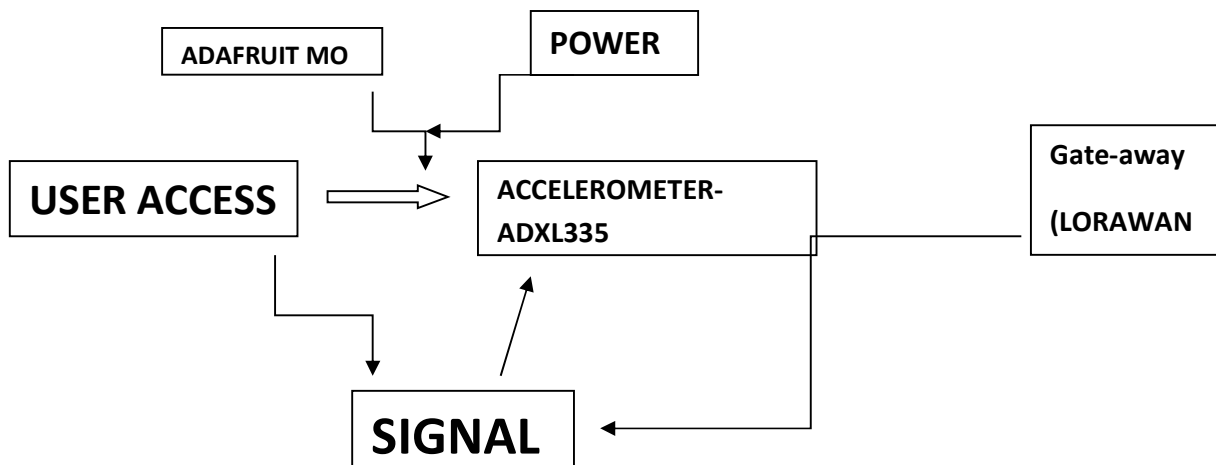 POWER
ADAFRUIT MO
Gate-away
(LORAWAN
USER ACCESS
ACCELEROMETER-
ADXL335
SIGNAL